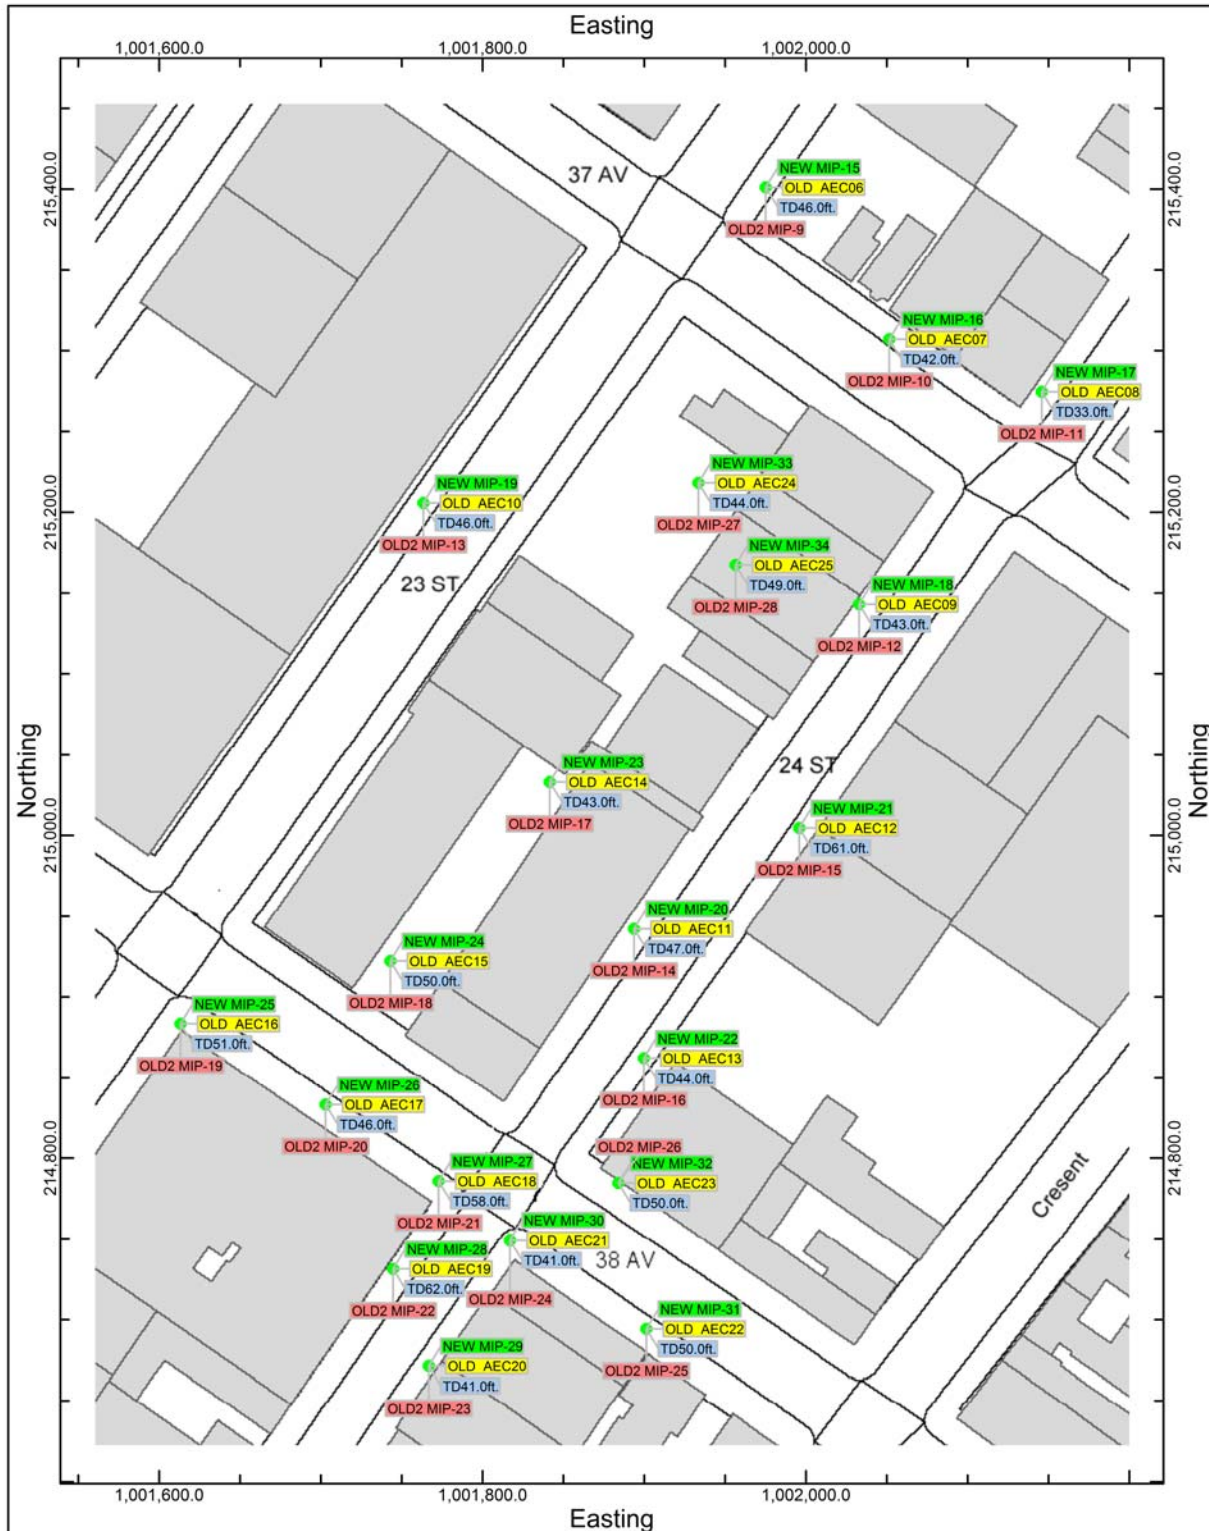 Easting
1,001,600.0
1,001,800.0
1,002,000.0
215,400.0
215,400.0
37 AV
NEW MIP-15
OLD AEC06
TD46.0ft.
OLD2 MIP-9
NEW MIP-16
OLD AEC07
TD42.0ft.
OLD2 MIP-10
NEW MIP-17
OLD AEC08
TD33.0ft.
OLD2 MIP-11
NEW MIP-33
OLD AEC24
TD44.0ft.
OLD2 MIP-27
NEW MIP-19
OLD AEC10
TD46.0ft.
OLD2 MIP-13
215,200.0
215,200.0
23 ST
NEW MIP-34
OLD AEC25
TD49.0ft.
OLD2 MIP-28
NEW MIP-18
OLD AEC09
TD43.0ft.
OLD2 MIP-12
Northing
Northing
24 ST
NEW MIP-23
OLD AEC14
TD43.0ft.
OLD2 MIP-17
NEW MIP-21
OLD AEC12
TD61.0ft.
OLD2 MIP-15
215,000.0
215,000.0
NEW MIP-20
OLD AEC11
TD47.0ft.
OLD2 MIP-14
NEW MIP-24
OLD AEC15
TD50.0ft.
OLD2 MIP-18
NEW MIP-25
OLD AEC16
TD51.0ft.
OLD2 MIP-19
NEW MIP-22
OLD AEC13
TD44.0ft.
OLD2 MIP-16
NEW MIP-26
OLD AEC17
TD46.0ft.
OLD2 MIP-20
OLD2 MIP-26
NEW MIP-32
OLD AEC23
TD50.0ft.
214,800.0
214,800.0
NEW MIP-27
OLD AEC18
TD58.0ft.
OLD2 MIP-21
Cresent
NEW MIP-30
OLD AEC21
TD41.0ft.
OLD2 MIP-24
38 AV
NEW MIP-28
OLD AEC19
TD62.0ft.
OLD2 MIP-22
NEW MIP-31
OLD AEC22
TD50.0ft.
OLD2 MIP-25
NEW MIP-29
OLD AEC20
TD41.0ft.
OLD2 MIP-23
1,001,600.0
1,001,800.0
1,002,000.0
Easting